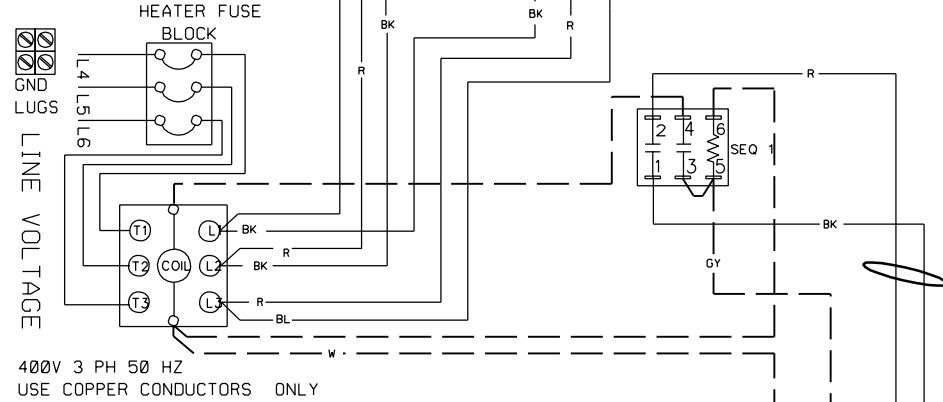 HEATER FUSE
BLOCK
GND
LUGS
L4
L5
L6
LINE VOLTAGE
BK
R
BK
R
R
2
4
6
1
3
5
SEQ 1
T1
T2
T3
COIL
L1
L2
L3
BK
R
BK
R
BL
BK
GY
W
400V 3 PH 50 HZ
USE COPPER CONDUCTORS ONLY